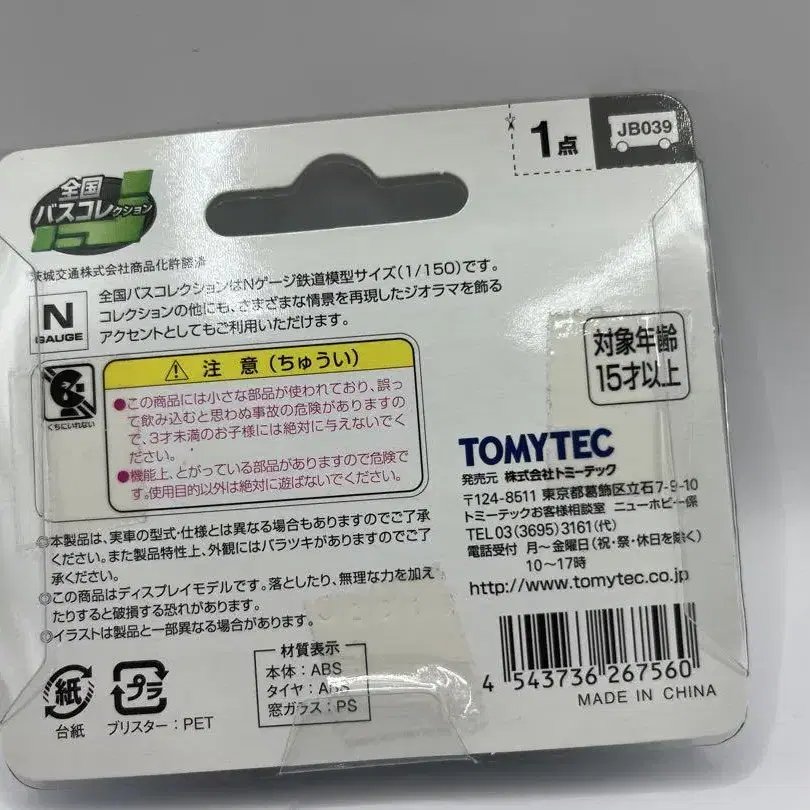 1点
JB039
全国
バスコレクション
茨城交通株式会社商品化許諾済
N
GAUGE
全国バスコレクションはNゲージ鉄道模型サイズ(1/150)です。
コレクションの他にも、さまざまな情景を再現したジオラマを飾る
アクセントとしてもご利用いただけます。
くちにいれない
注 意(ちゅうい)
●この商品には小さな部品が使われており、誤っ
て飲み込むと思わぬ事故の危険がありますの
で、3才未満のお子様には絶対に与えないでく
ださい。
●機能上、とがっている部品がありますので危険で
す。使用目的以外は絶対に遊ばないでください。
対象年齢
15才以上
TOMYTEC
発売元 株式会社トミーテック
〒124-8511 東京都葛飾区立石7-9-10
トミーテックお客様相談室 ニューホビー係
TEL 03(3695)3161(代)
電話受付 月～金曜日(祝・祭・休日を除く)
10～17時
http://www.tomytec.co.jp
◎本製品は、実車の型式・仕様とは異なる場合もありますのでご了承
ください。また製品特性上、外観にはバラツキがありますのでご了
承ください。
◎この商品はディスプレイモデルです。落としたり、無理な力を加え
たりすると破損する恐れがあります。
◎イラストは製品と一部異なる場合があります。
紙
台紙
プラ
ブリスター:PET
材質表示
本体:ABS
タイヤ:ABS
窓ガラス:PS
4 543736 267560
MADE IN CHINA